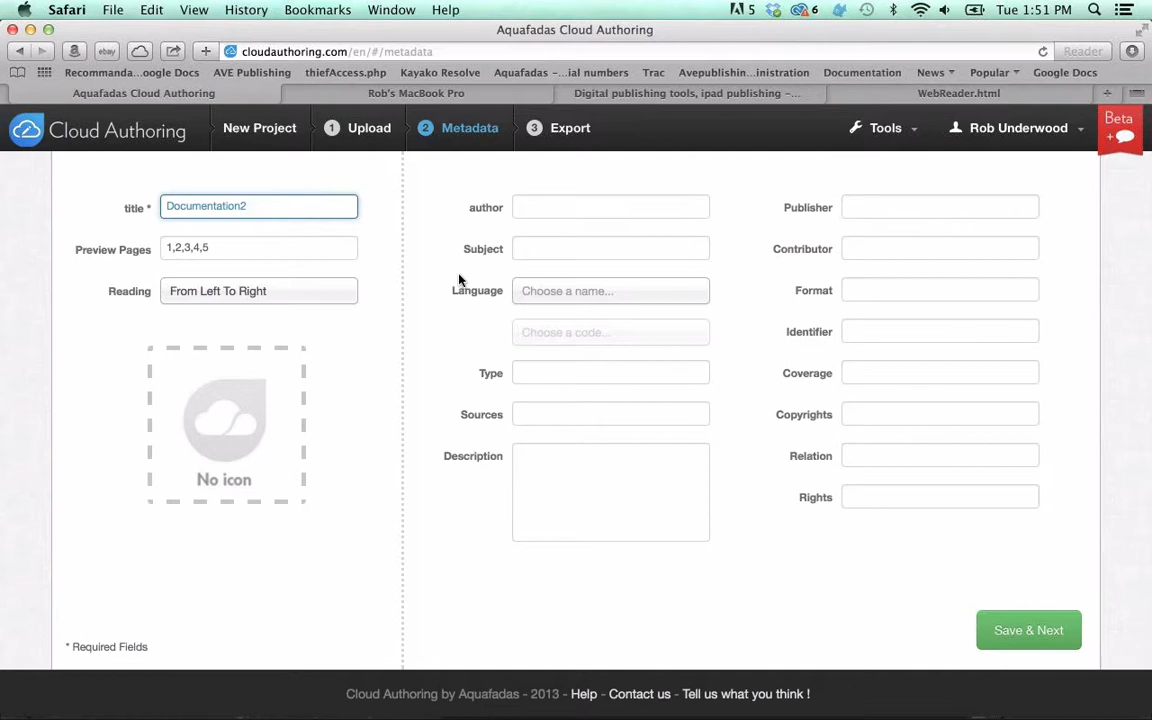 Safari File Edit View History Bookmarks Window Help 5 6 Tue 1:51 PM
Aquafadas Cloud Authoring
ebay cloudauthoring.com/en/#/metadata Reader
Recommanda...oogle Docs AVE Publishing thiefAccess.php Kayako Resolve Aquafadas -...ial numbers Trac Avepublishin...inistration Documentation News Popular Google Docs
Aquafadas Cloud Authoring Rob's MacBook Pro Digital publishing tools, ipad publishing -... WebReader.html
Cloud Authoring New Project 1 Upload 2 Metadata 3 Export Tools Rob Underwood Beta
+
title * Documentation2 author Publisher
Preview Pages 1,2,3,4,5 Subject Contributor
Reading From Left To Right Language Choose a name... Format
Choose a code... Identifier
Type Coverage
Sources Copyrights
Description Relation
No icon
Rights
Save & Next
* Required Fields
Cloud Authoring by Aquafadas - 2013 - Help - Contact us - Tell us what you think !